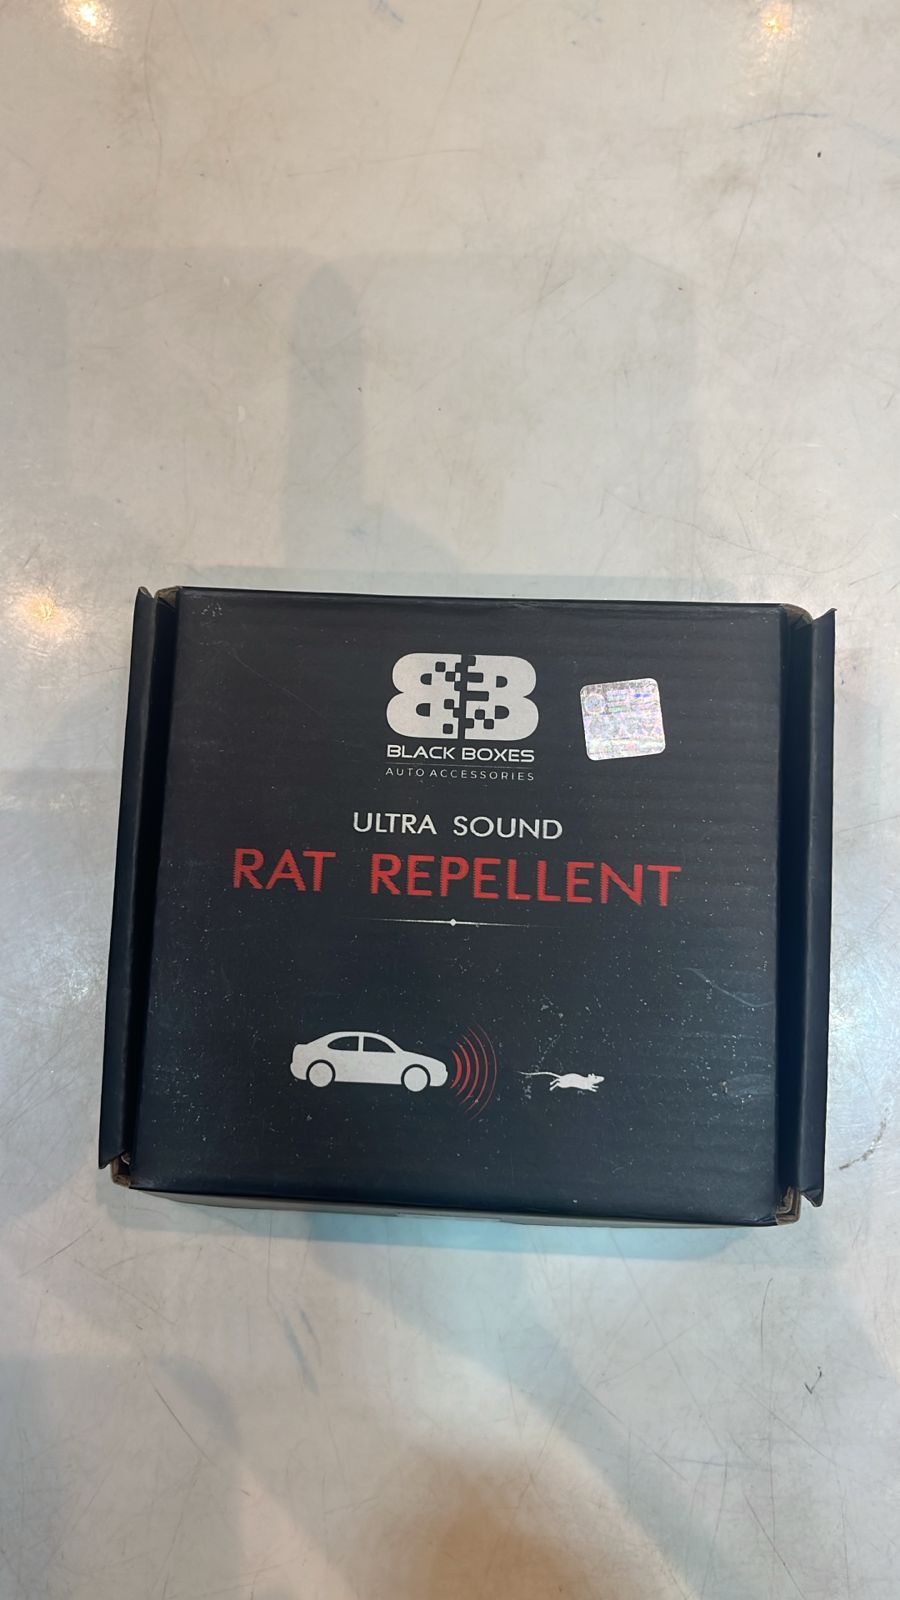 BLACK BOXES
AUTO ACCESSORIES
ULTRA SOUND
RAT REPELLENT